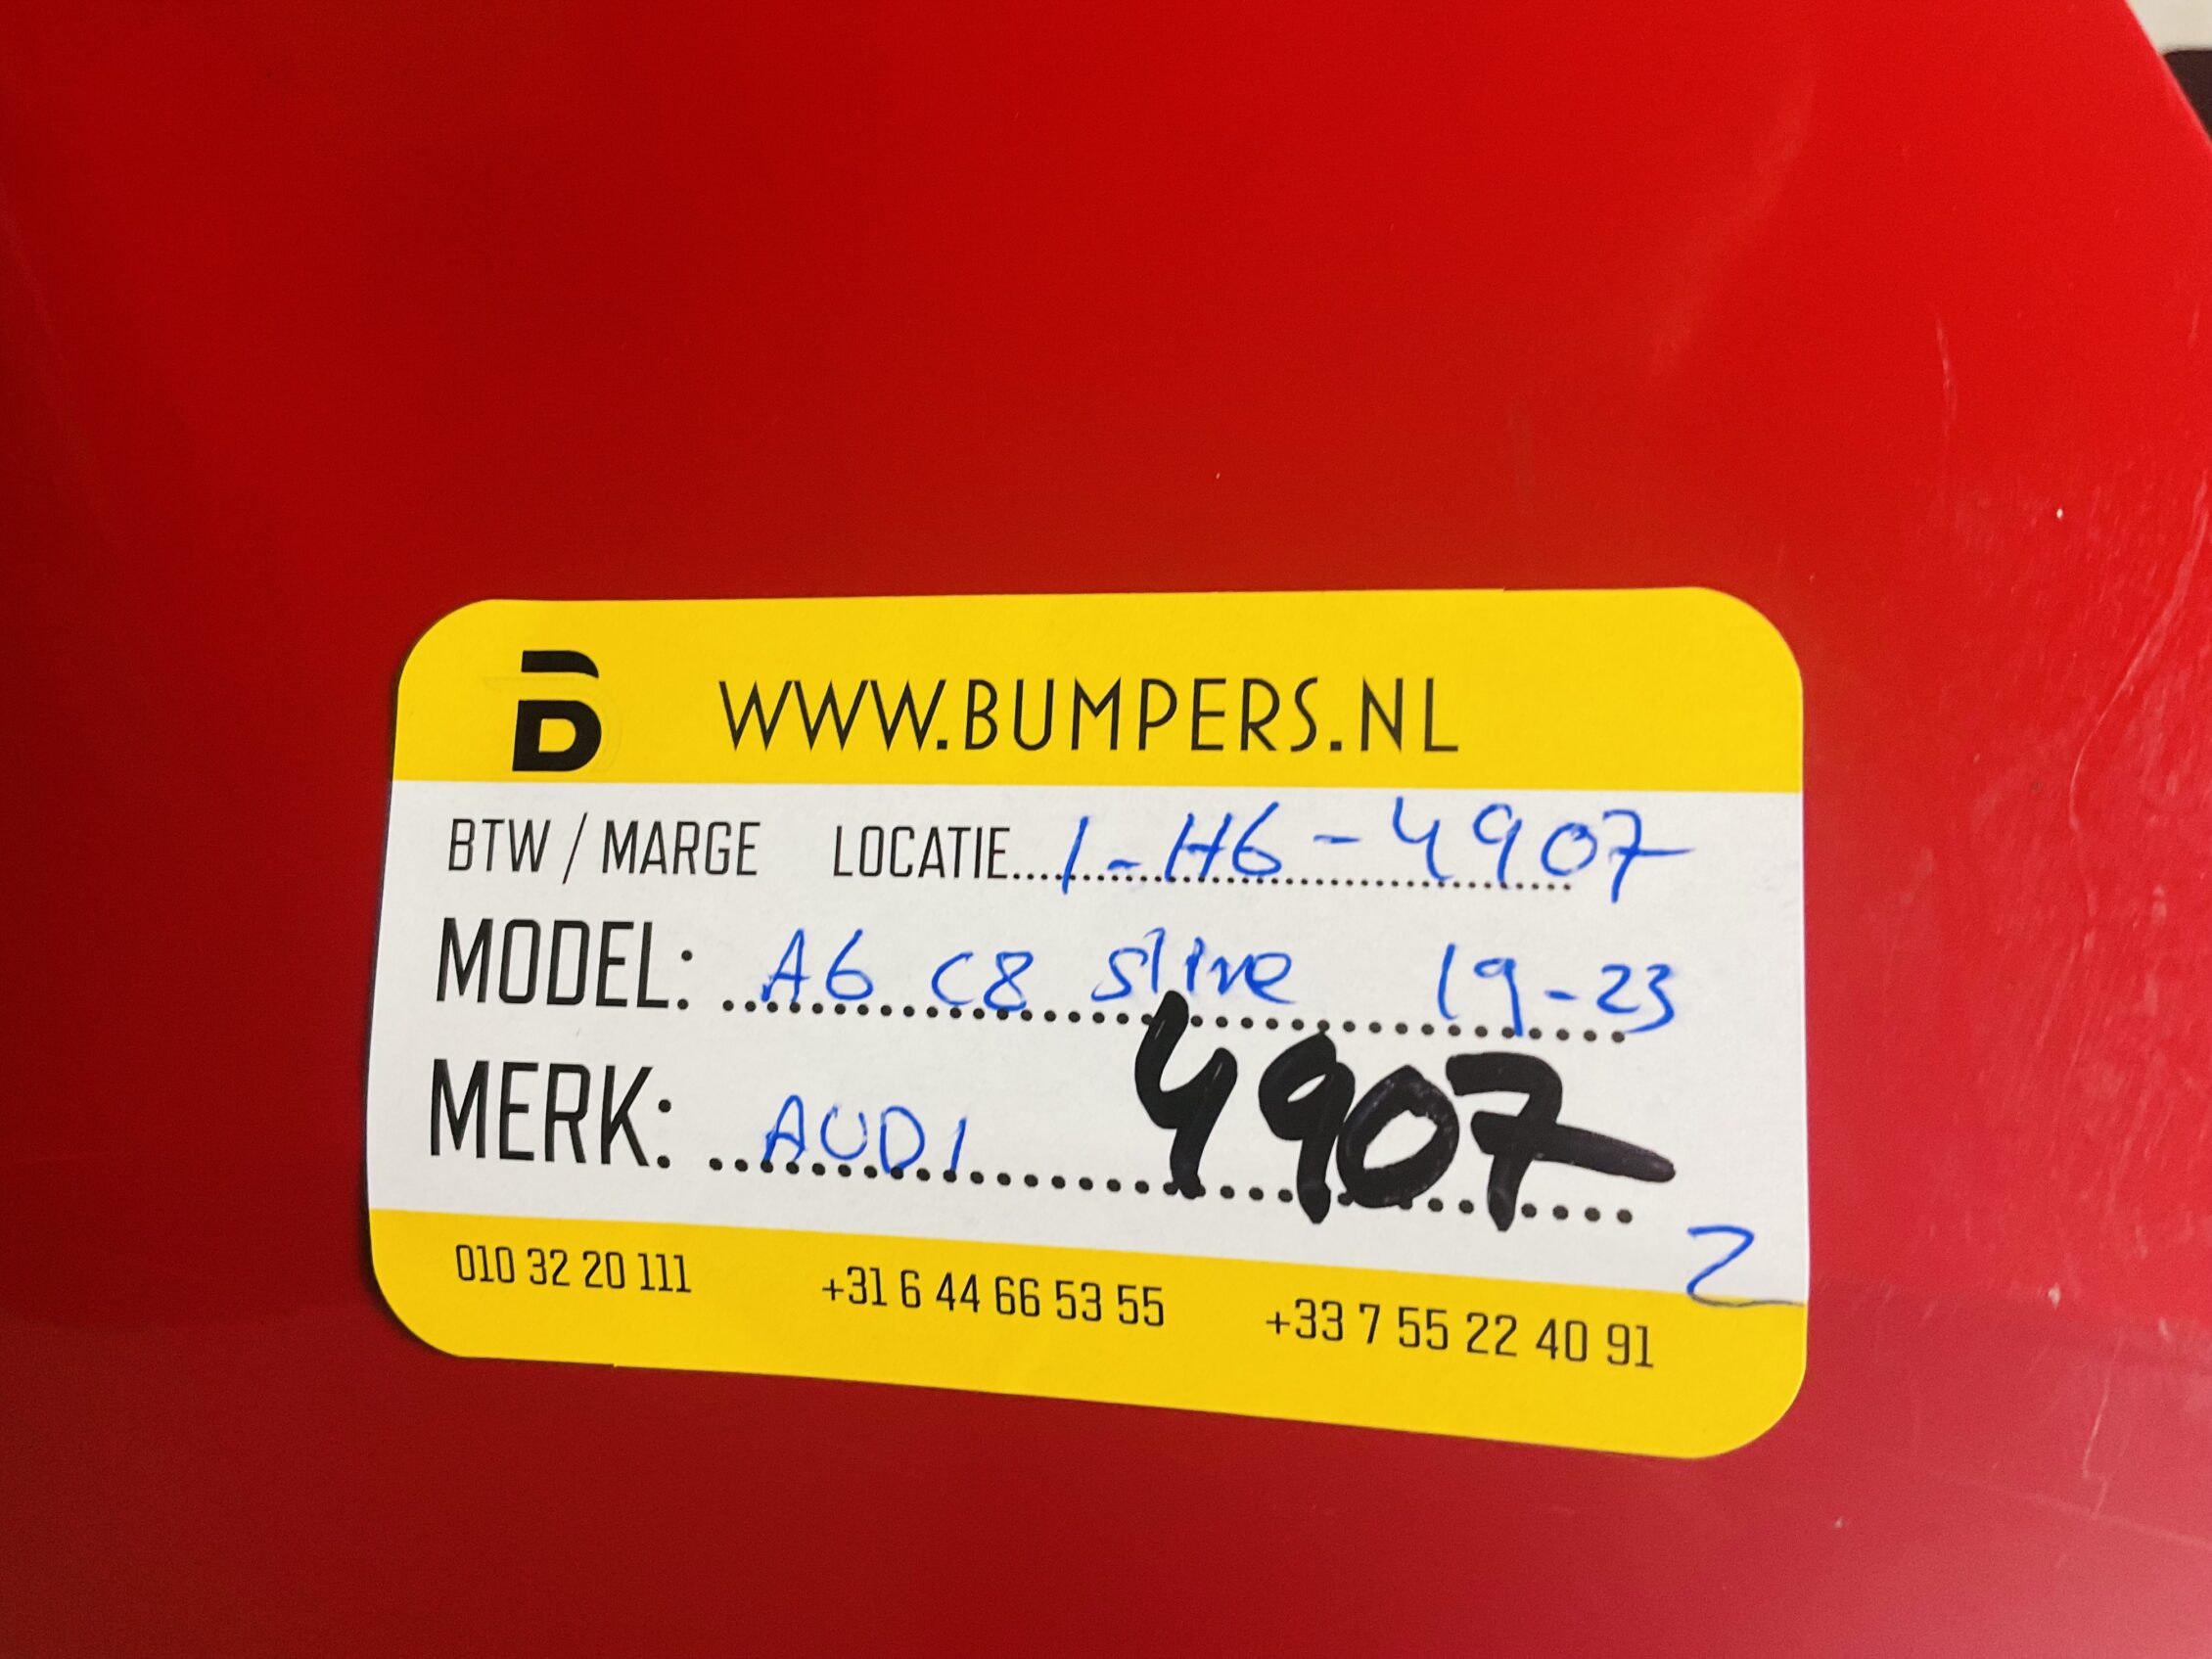 B WWW.BUMPERS.NL
BTW / MARGE LOCATIE....1-H6-4907
MODEL: A6 C8 sline 19-23
MERK: AUDI 4907
2
010 32 20 111 +31 6 44 66 53 55 +33 7 55 22 40 91